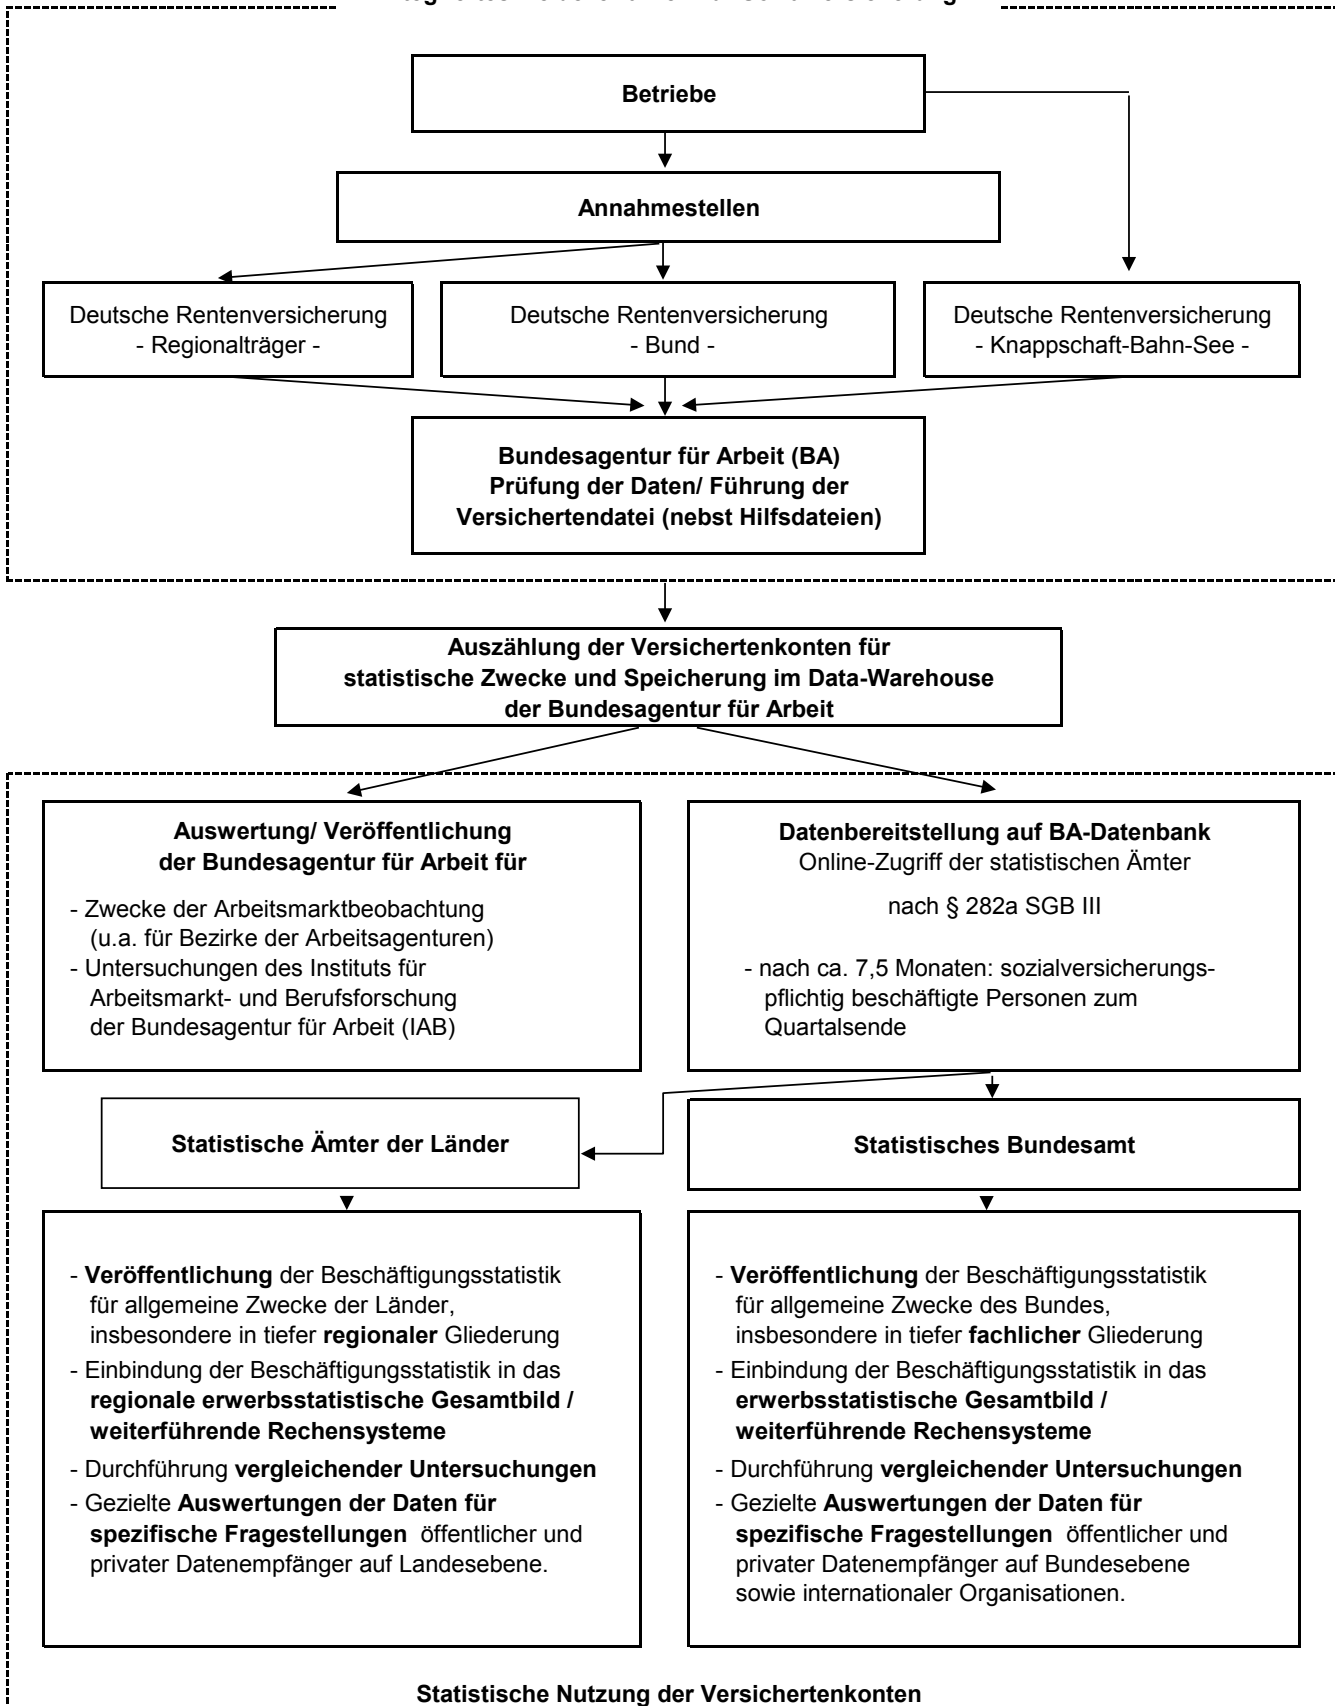 Betriebe
Annahmestellen
Deutsche Rentenversicherung
- Regionalträger -
Deutsche Rentenversicherung
- Bund -
Deutsche Rentenversicherung
- Knappschaft-Bahn-See -
Bundesagentur für Arbeit (BA)
Prüfung der Daten/ Führung der
Versichertendatei (nebst Hilfsdateien)
Auszählung der Versichertenkonten für
statistische Zwecke und Speicherung im Data-Warehouse
der Bundesagentur für Arbeit
Auswertung/ Veröffentlichung
der Bundesagentur für Arbeit für
- Zwecke der Arbeitsmarktbeobachtung
(u.a. für Bezirke der Arbeitsagenturen)
- Untersuchungen des Instituts für
Arbeitsmarkt- und Berufsforschung
der Bundesagentur für Arbeit (IAB)
Datenbereitstellung auf BA-Datenbank
Online-Zugriff der statistischen Ämter
nach § 282a SGB III
- nach ca. 7,5 Monaten: sozialversicherungs-
pflichtig beschäftigte Personen zum
Quartalsende
Statistische Ämter der Länder
Statistisches Bundesamt
- Veröffentlichung der Beschäftigungsstatistik
für allgemeine Zwecke der Länder,
insbesondere in tiefer regionaler Gliederung
- Einbindung der Beschäftigungsstatistik in das
regionale erwerbsstatistische Gesamtbild /
weiterführende Rechensysteme
- Durchführung vergleichender Untersuchungen
- Gezielte Auswertungen der Daten für
spezifische Fragestellungen öffentlicher und
privater Datenempfänger auf Landesebene.
- Veröffentlichung der Beschäftigungsstatistik
für allgemeine Zwecke des Bundes,
insbesondere in tiefer fachlicher Gliederung
- Einbindung der Beschäftigungsstatistik in das
erwerbsstatistische Gesamtbild /
weiterführende Rechensysteme
- Durchführung vergleichender Untersuchungen
- Gezielte Auswertungen der Daten für
spezifische Fragestellungen öffentlicher und
privater Datenempfänger auf Bundesebene
sowie internationaler Organisationen.
Statistische Nutzung der Versichertenkonten